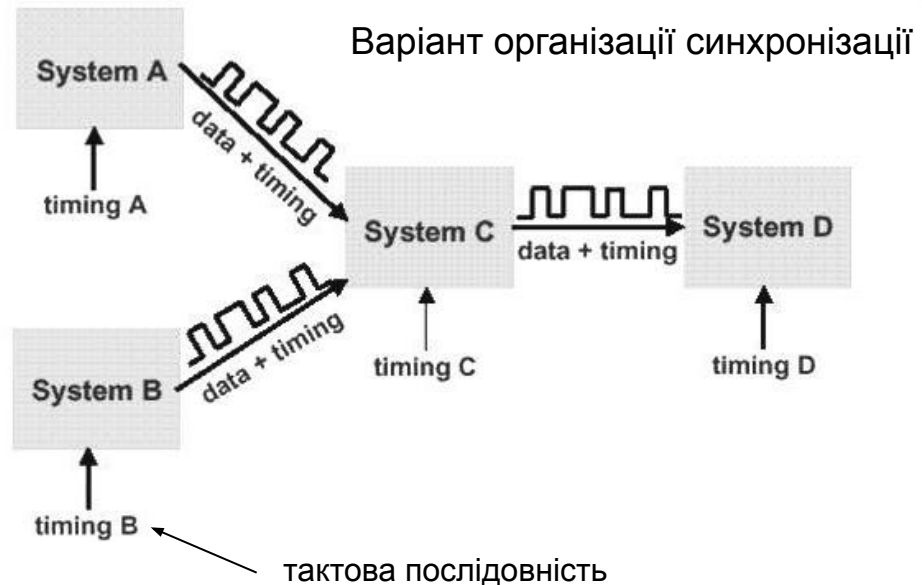 Варіант організації синхронізації
System A
data + timing
timing A
System C
data + timing
System D
timing C
timing D
System B
data + timing
timing B
тактова послідовність